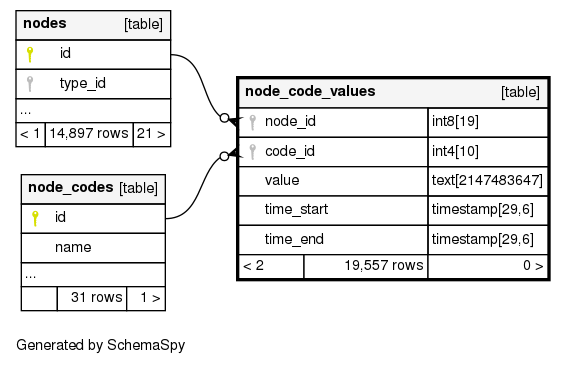 nodes [table]
id
type_id
...
< 1 14,897 rows 21 >
node_codes [table]
id
name
...
31 rows 1 >
node_code_values [table]
node_id int8[19]
code_id int4[10]
value text[2147483647]
time_start timestamp[29,6]
time_end timestamp[29,6]
< 2 19,557 rows 0 >
Generated by SchemaSpy